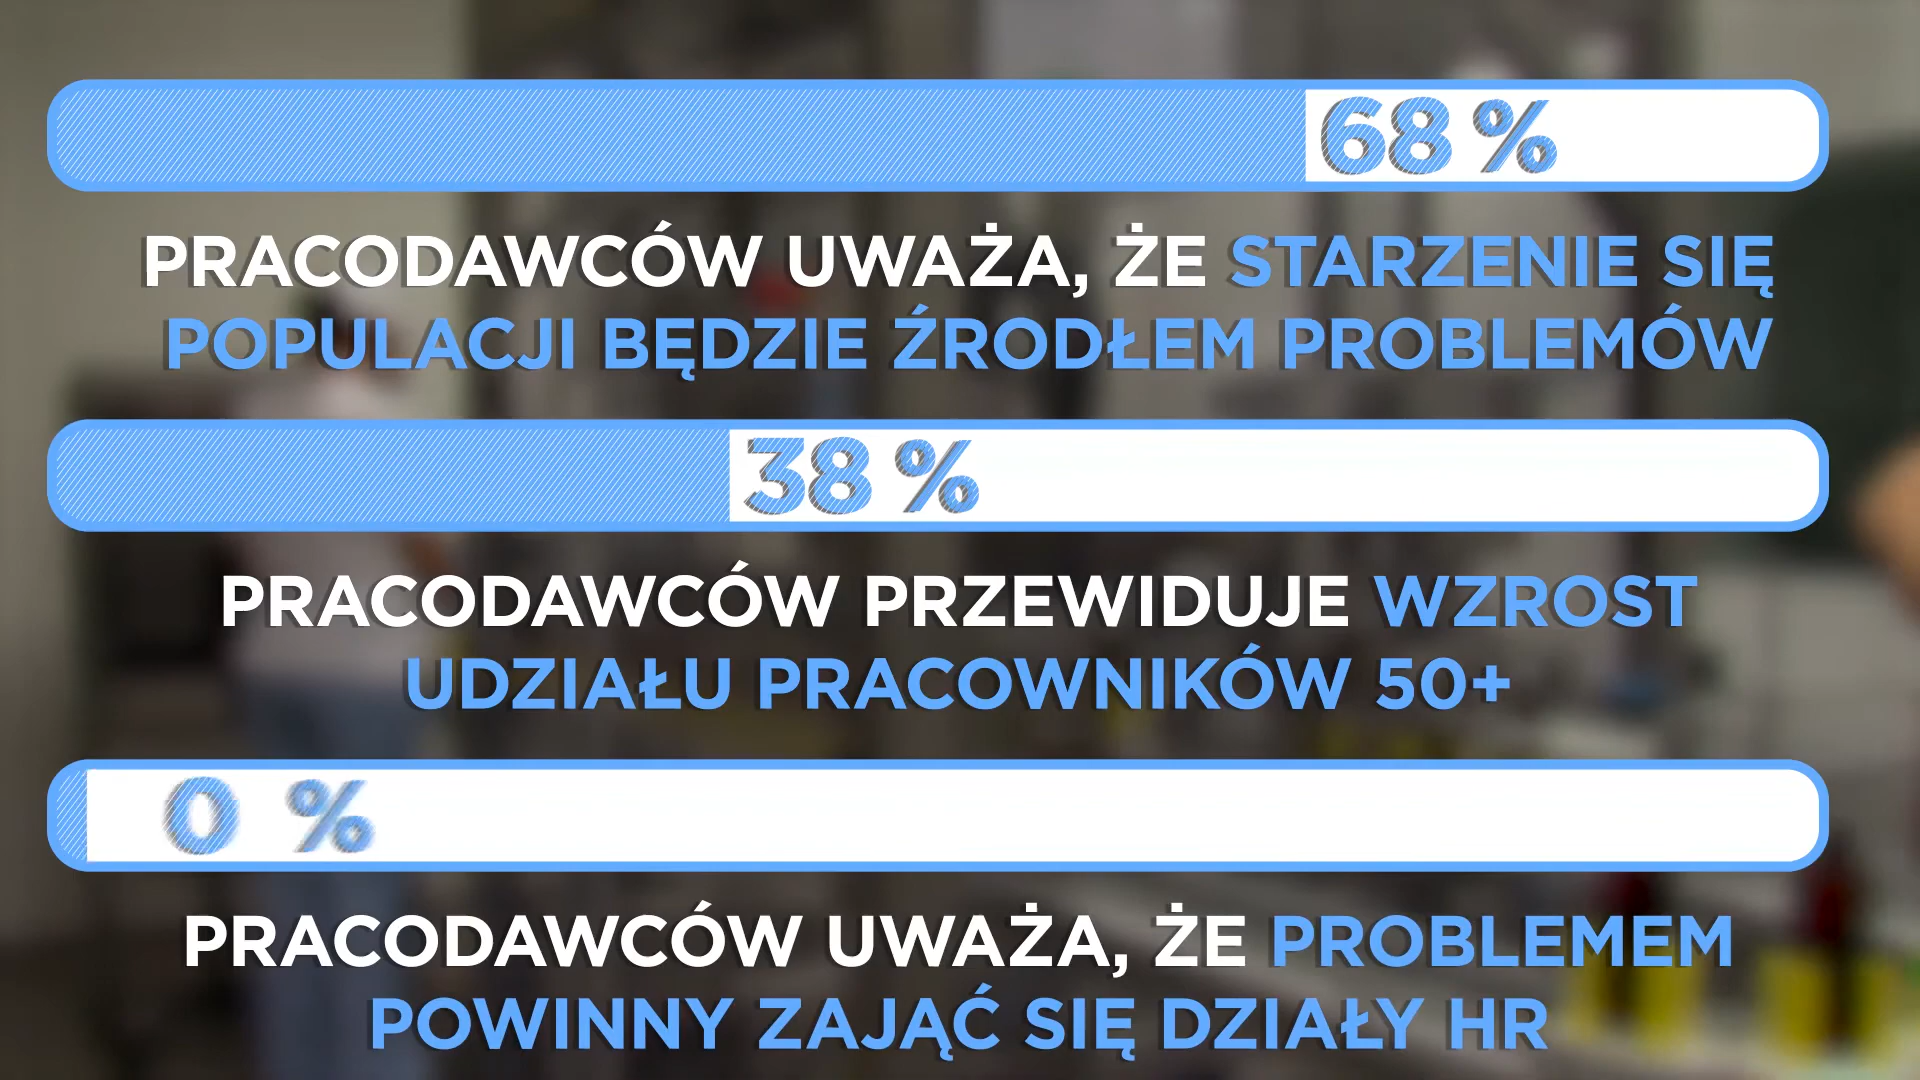 68 %
PRACODAWCÓW UWAŻA, ŻE STARZENIE SIĘ
POPULACJI BĘDZIE ŹRODŁEM PROBLEMÓW
38 %
PRACODAWCÓW PRZEWIDUJE WZROST
UDZIAŁU PRACOWNIKÓW 50+
0 %
PRACODAWCÓW UWAŻA, ŻE PROBLEMEM
POWINNY ZAJĄĆ SIĘ DZIAŁY HR